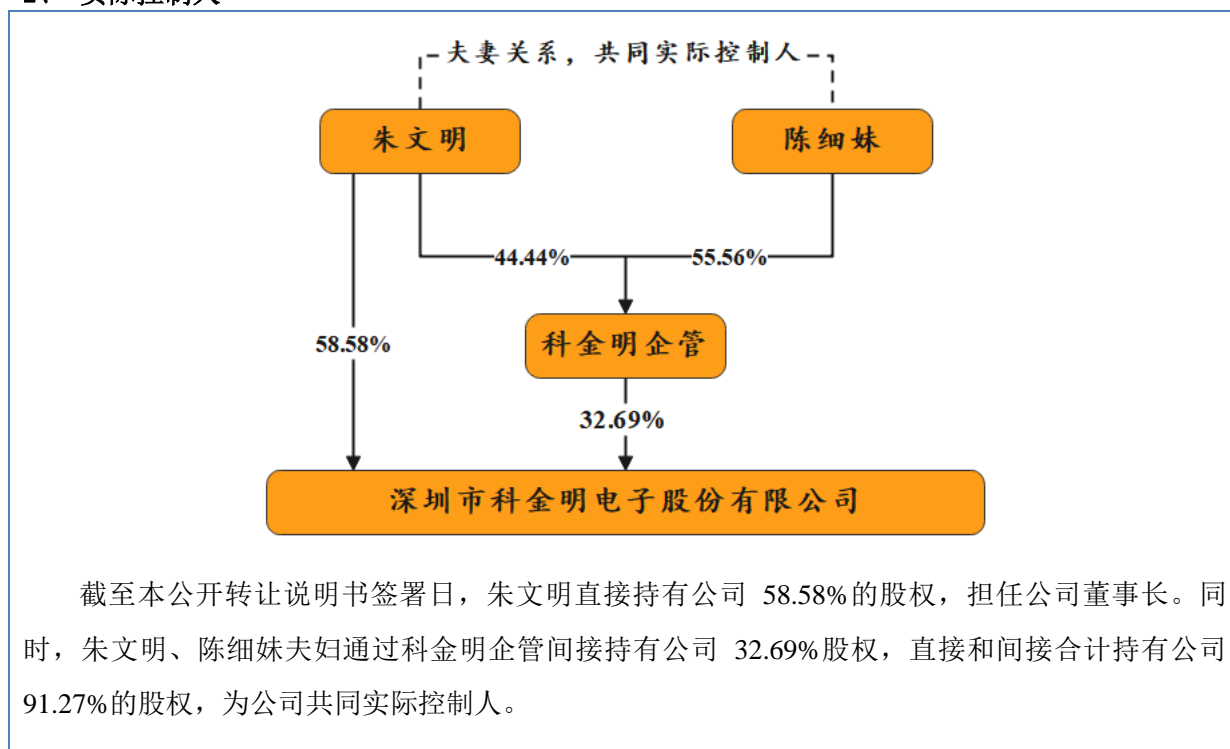 2、 实际控制人
夫妻关系，共同实际控制人
朱文明
陈细妹
44.44%
55.56%
58.58%
科金明企管
32.69%
深圳市科金明电子股份有限公司
截至本公开转让说明书签署日，朱文明直接持有公司 58.58%的股权，担任公司董事长。同
时，朱文明、陈细妹夫妇通过科金明企管间接持有公司 32.69%股权，直接和间接合计持有公司
91.27%的股权，为公司共同实际控制人。